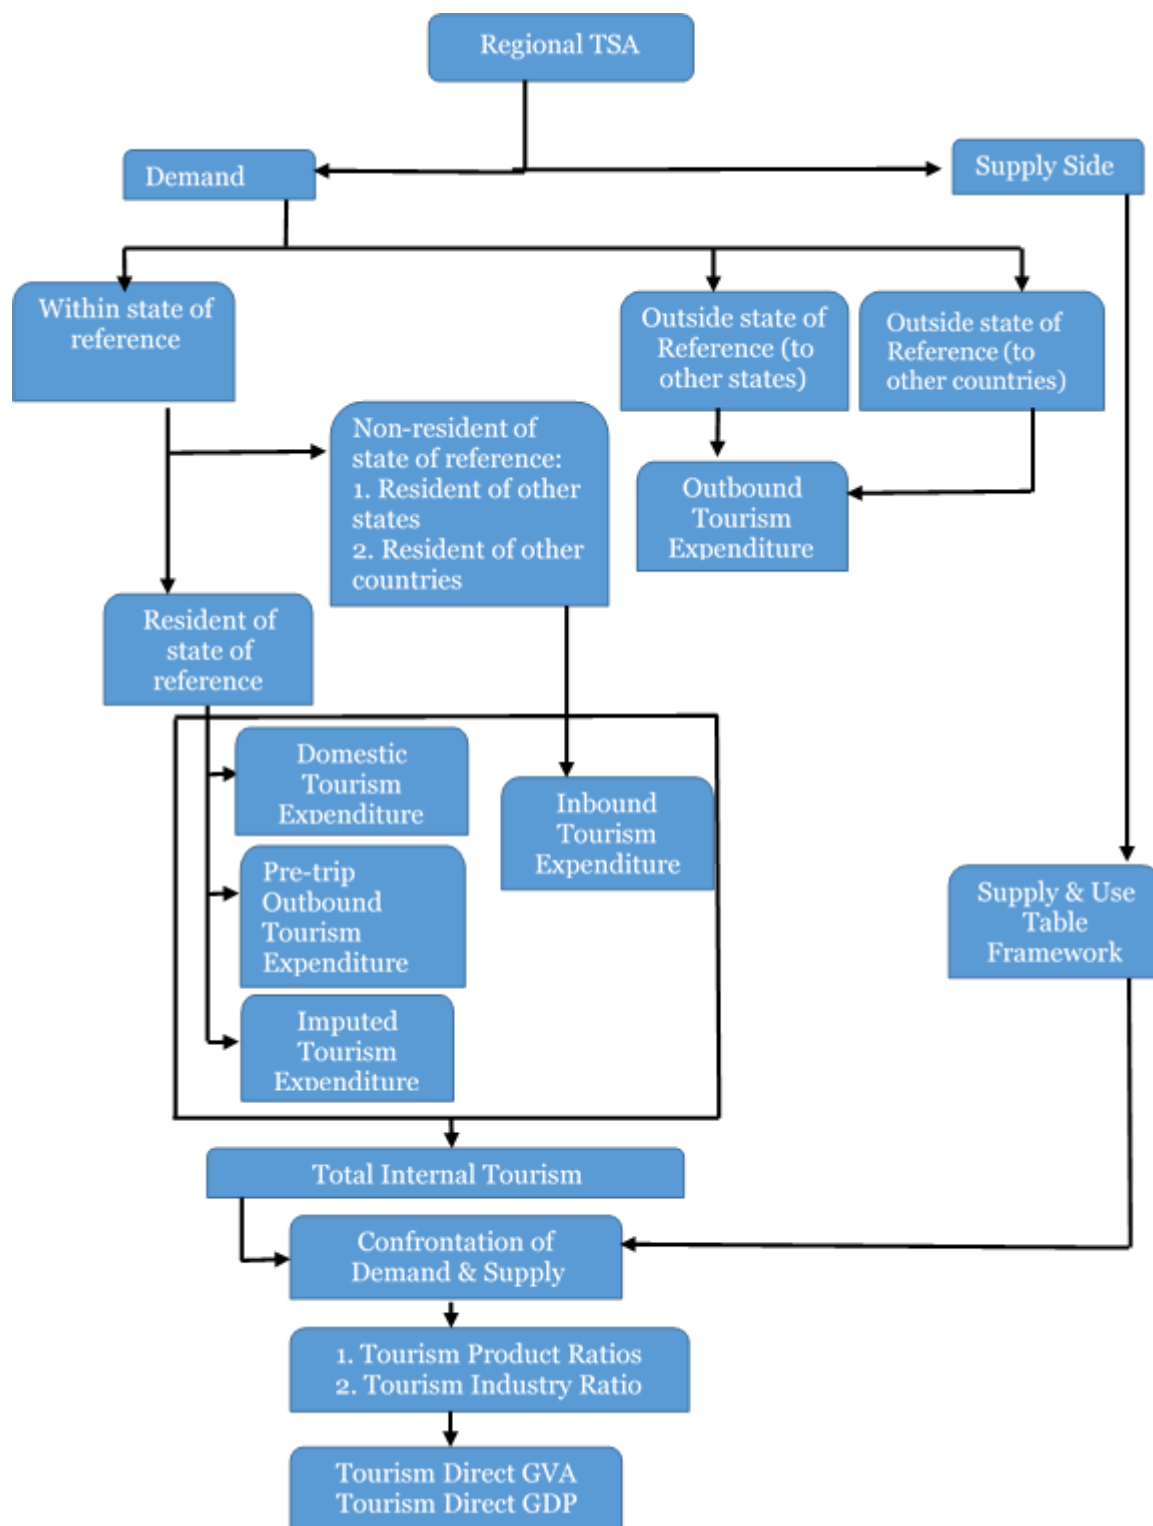 Regional TSA
Demand
Supply Side
Within state of
reference
Outside state of
Reference (to
other states)
Outside state of
Reference (to
other countries)
Non-resident of
state of reference:
1. Resident of other
states
2. Resident of other
countries
Outbound
Tourism
Expenditure
Resident of
state of
reference
Domestic
Tourism
Expenditure
Inbound
Tourism
Expenditure
Pre-trip
Outbound
Tourism
Expenditure
Supply & Use
Table
Framework
Imputed
Tourism
Expenditure
Total Internal Tourism
Confrontation of
Demand & Supply
1. Tourism Product Ratios
2. Tourism Industry Ratio
Tourism Direct GVA
Tourism Direct GDP